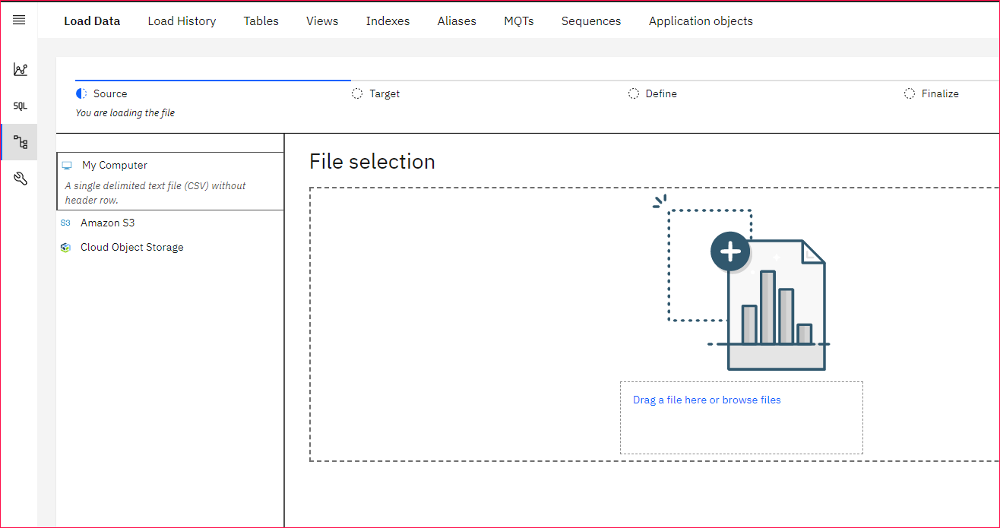 Load Data Load History Tables Views Indexes Aliases MQTs Sequences Application objects
SQL
Source Target Define Finalize
You are loading the file
My Computer
A single delimited text file (CSV) without
header row.
S3 Amazon S3
Cloud Object Storage
File selection
Drag a file here or browse files